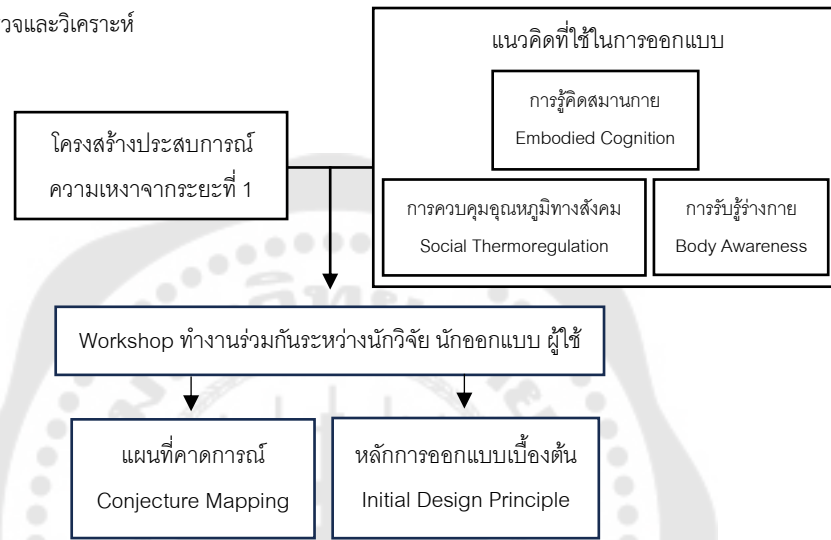 วจและวิเคราะห์
แนวคิดที่ใช้ในการออกแบบ
การรู้คิดสมานกาย
Embodied Cognition
โครงสร้างประสบการณ์
ความเหงาจากระยะที่ 1
การควบคุมอุณหภูมิทางสังคม
Social Thermoregulation
การรับรู้ร่างกาย
Body Awareness
Workshop ทำงานร่วมกันระหว่างนักวิจัย นักออกแบบ ผู้ใช้
แผนที่คาดการณ์
Conjecture Mapping
หลักการออกแบบเบื้องต้น
Initial Design Principle